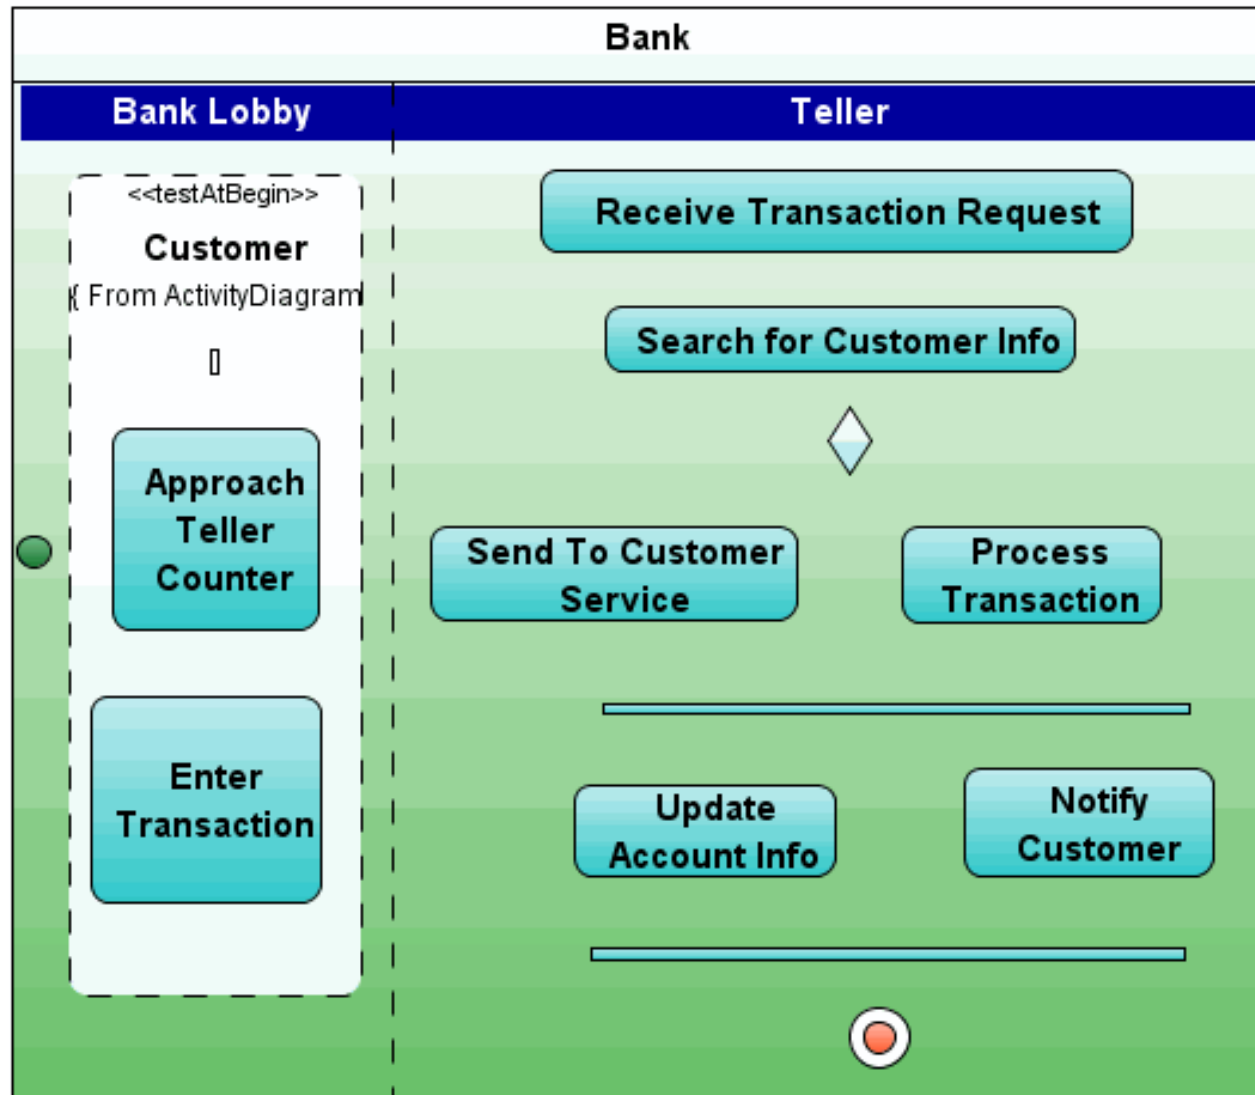 Bank
Bank Lobby
Teller
<<testAtBegin>>
Customer
{ From ActivityDiagram
[]
Approach
Teller
Counter
Enter
Transaction
Receive Transaction Request
Search for Customer Info
Send To Customer
Service
Process
Transaction
Update
Account Info
Notify
Customer